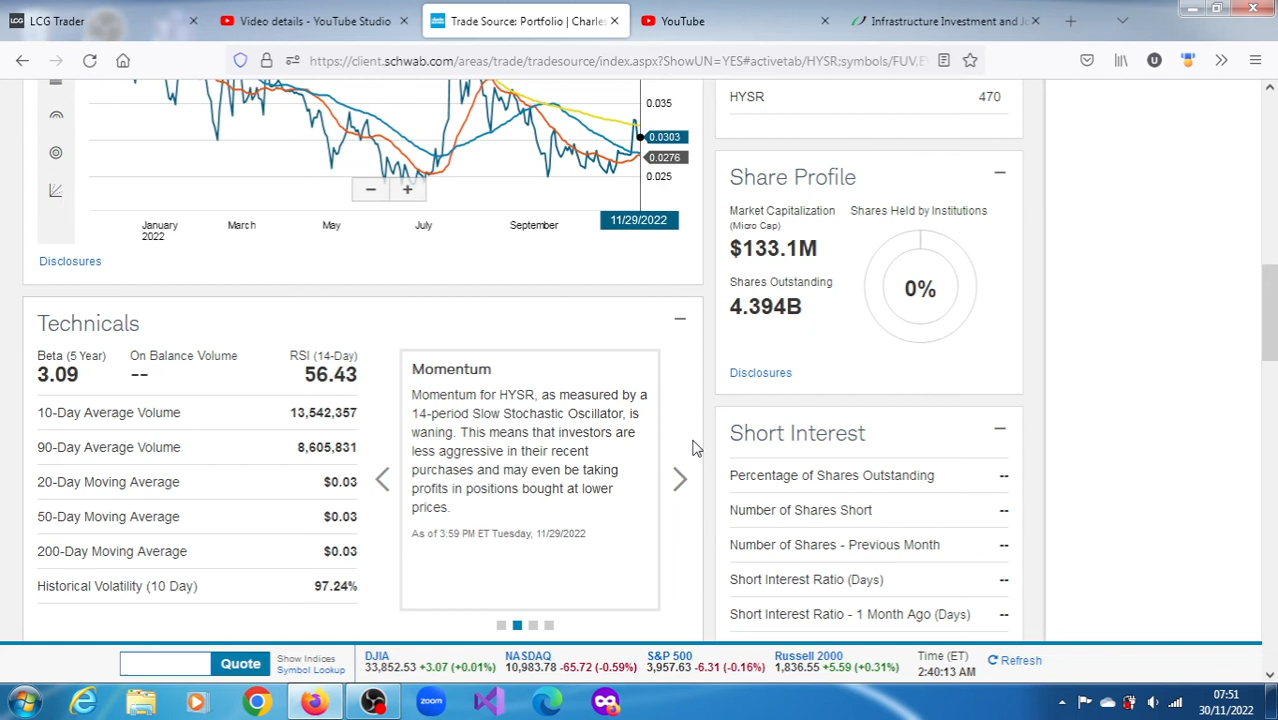 LCG Trader
Video details - YouTube Studio
Trade Source: Portfolio | Charles
YouTube
Infrastructure Investment and Jo
https://client.schwab.com/areas/trade/tradesource/index.aspx?ShowUN=YES#activetab/HYSR:symbols/FUV.E
0.035
0.0303
0.0276
0.025
January
2022
March
May
July
September
11/29/2022
Disclosures
HYSR 470
Share Profile
Market Capitalization
(Micro Cap)
$133.1M
Shares Outstanding
4.394B
Shares Held by Institutions
0%
Disclosures
Technicals
Beta (5 Year)
3.09
On Balance Volume
--
RSI (14-Day)
56.43
10-Day Average Volume 13,542,357
90-Day Average Volume 8,605,831
20-Day Moving Average $0.03
50-Day Moving Average $0.03
200-Day Moving Average $0.03
Historical Volatility (10 Day) 97.24%
Momentum
Momentum for HYSR, as measured by a
14-period Slow Stochastic Oscillator, is
waning. This means that investors are
less aggressive in their recent
purchases and may even be taking
profits in positions bought at lower
prices.
As of 3:59 PM ET Tuesday, 11/29/2022
Short Interest
Percentage of Shares Outstanding --
Number of Shares Short --
Number of Shares - Previous Month --
Short Interest Ratio (Days) --
Short Interest Ratio - 1 Month Ago (Days) --
Quote
Show Indices
Symbol Lookup
DJIA
33,852.53 +3.07 (+0.01%)
NASDAQ
10,983.78 -65.72 (-0.59%)
S&P 500
3,957.63 -6.31 (-0.16%)
Russell 2000
1,836.55 +5.59 (+0.31%)
Time (ET)
2:40:13 AM
Refresh
zoom
07:51
30/11/2022